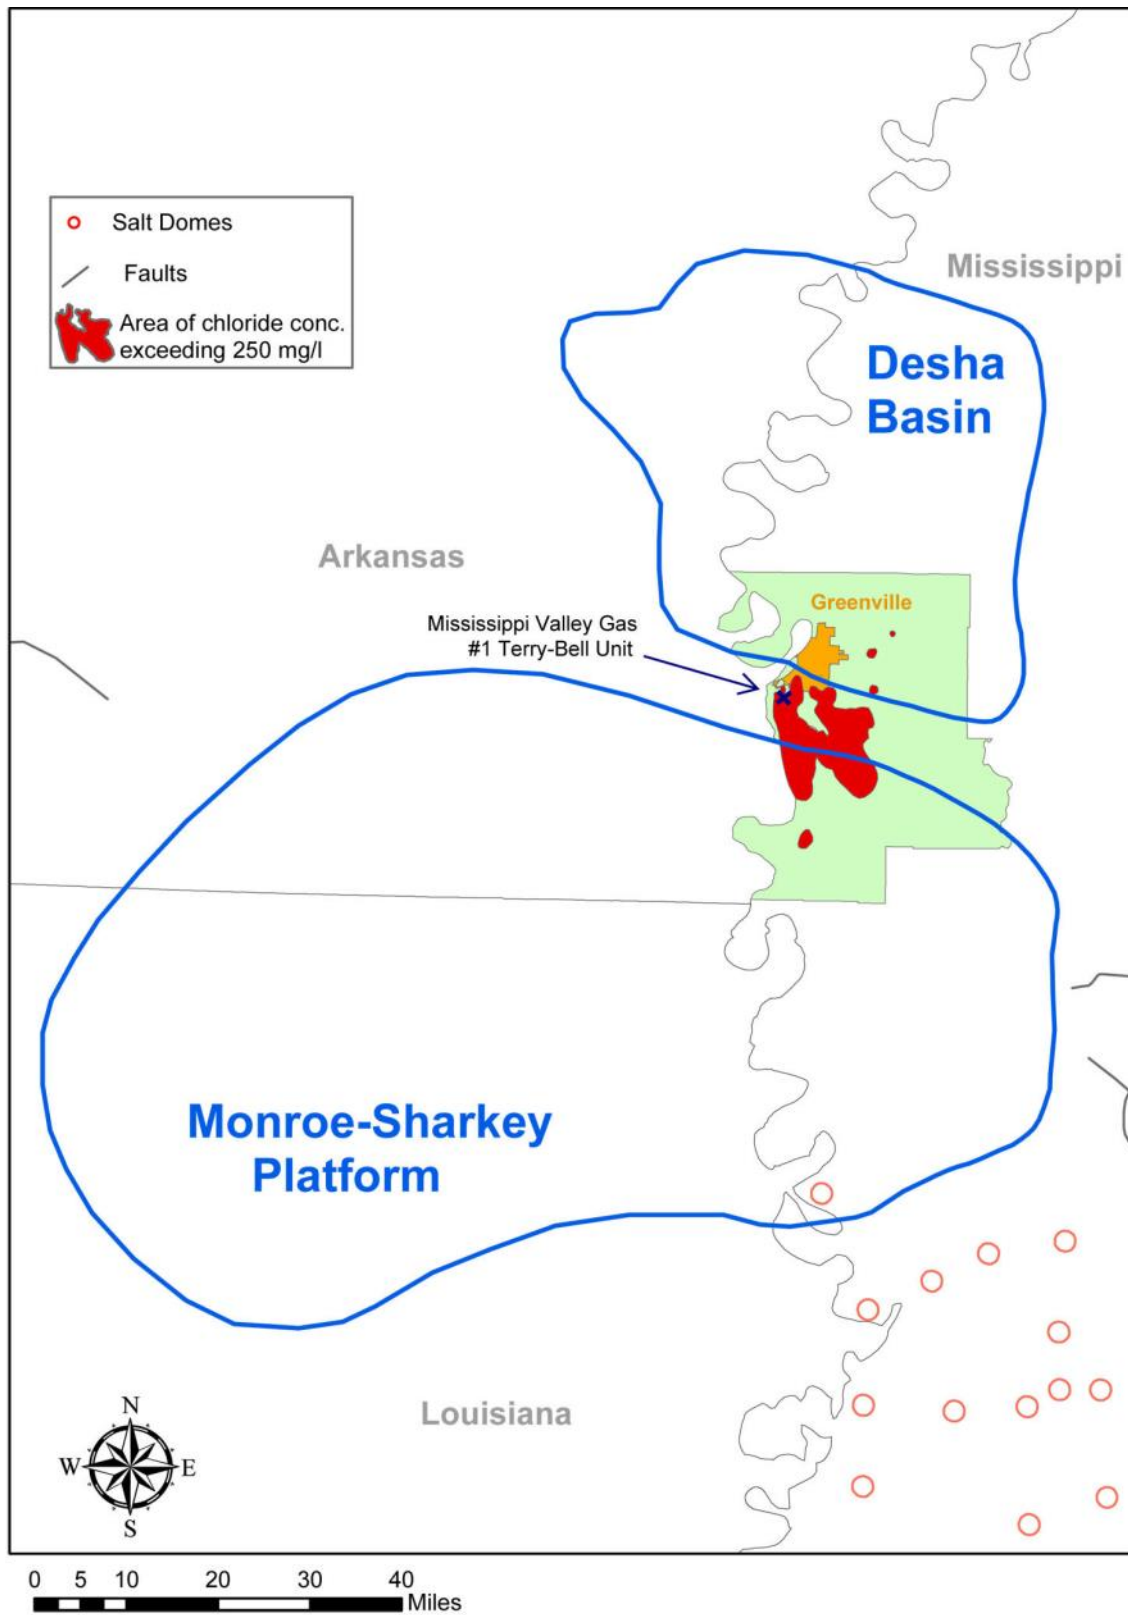 Salt Domes
Faults
Area of chloride conc.
exceeding 250 mg/l
Mississippi
Desha
Basin
Arkansas
Greenville
Mississippi Valley Gas
#1 Terry-Bell Unit
Monroe-Sharkey
Platform
Louisiana
N
W E
S
0 5 10 20 30 40
Miles